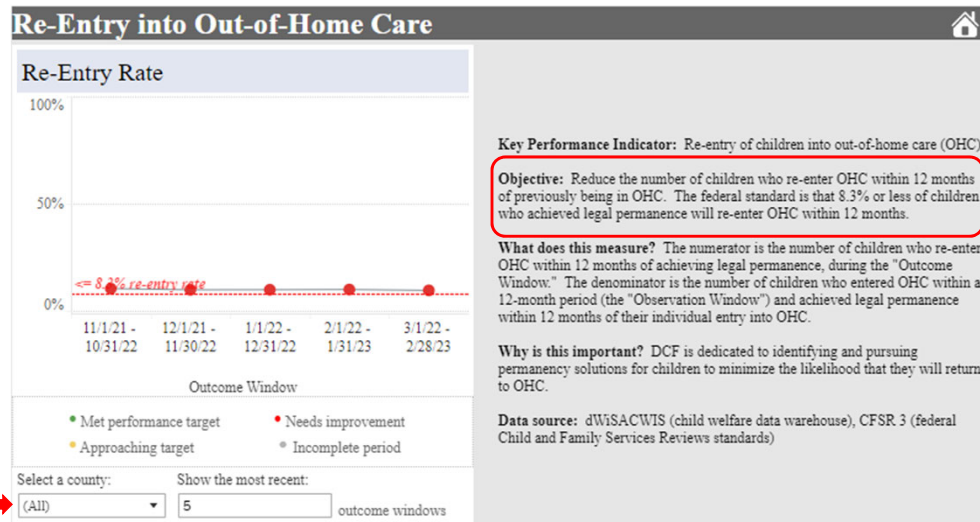 Re-Entry into Out-of-Home Care
Re-Entry Rate
100%
50%
<= 8.3% re-entry rate
0%
11/1/21 - 12/1/21 - 1/1/22 - 2/1/22 - 3/1/22 -
10/31/22 11/30/22 12/31/22 1/31/23 2/28/23
Outcome Window
Met performance target Needs improvement
Approaching target Incomplete period
Select a county: Show the most recent:
(All) 5 outcome windows
Key Performance Indicator: Re-entry of children into out-of-home care (OHC)
Objective: Reduce the number of children who re-enter OHC within 12 months
of previously being in OHC. The federal standard is that 8.3% or less of children
who achieved legal permanence will re-enter OHC within 12 months.
What does this measure? The numerator is the number of children who re-enter
OHC within 12 months of achieving legal permanence, during the "Outcome
Window." The denominator is the number of children who entered OHC within a
12-month period (the "Observation Window") and achieved legal permanence
within 12 months of their individual entry into OHC.
Why is this important? DCF is dedicated to identifying and pursuing
permanency solutions for children to minimize the likelihood that they will return
to OHC.
Data source: dWiSACWIS (child welfare data warehouse), CFSR 3 (federal
Child and Family Services Reviews standards)